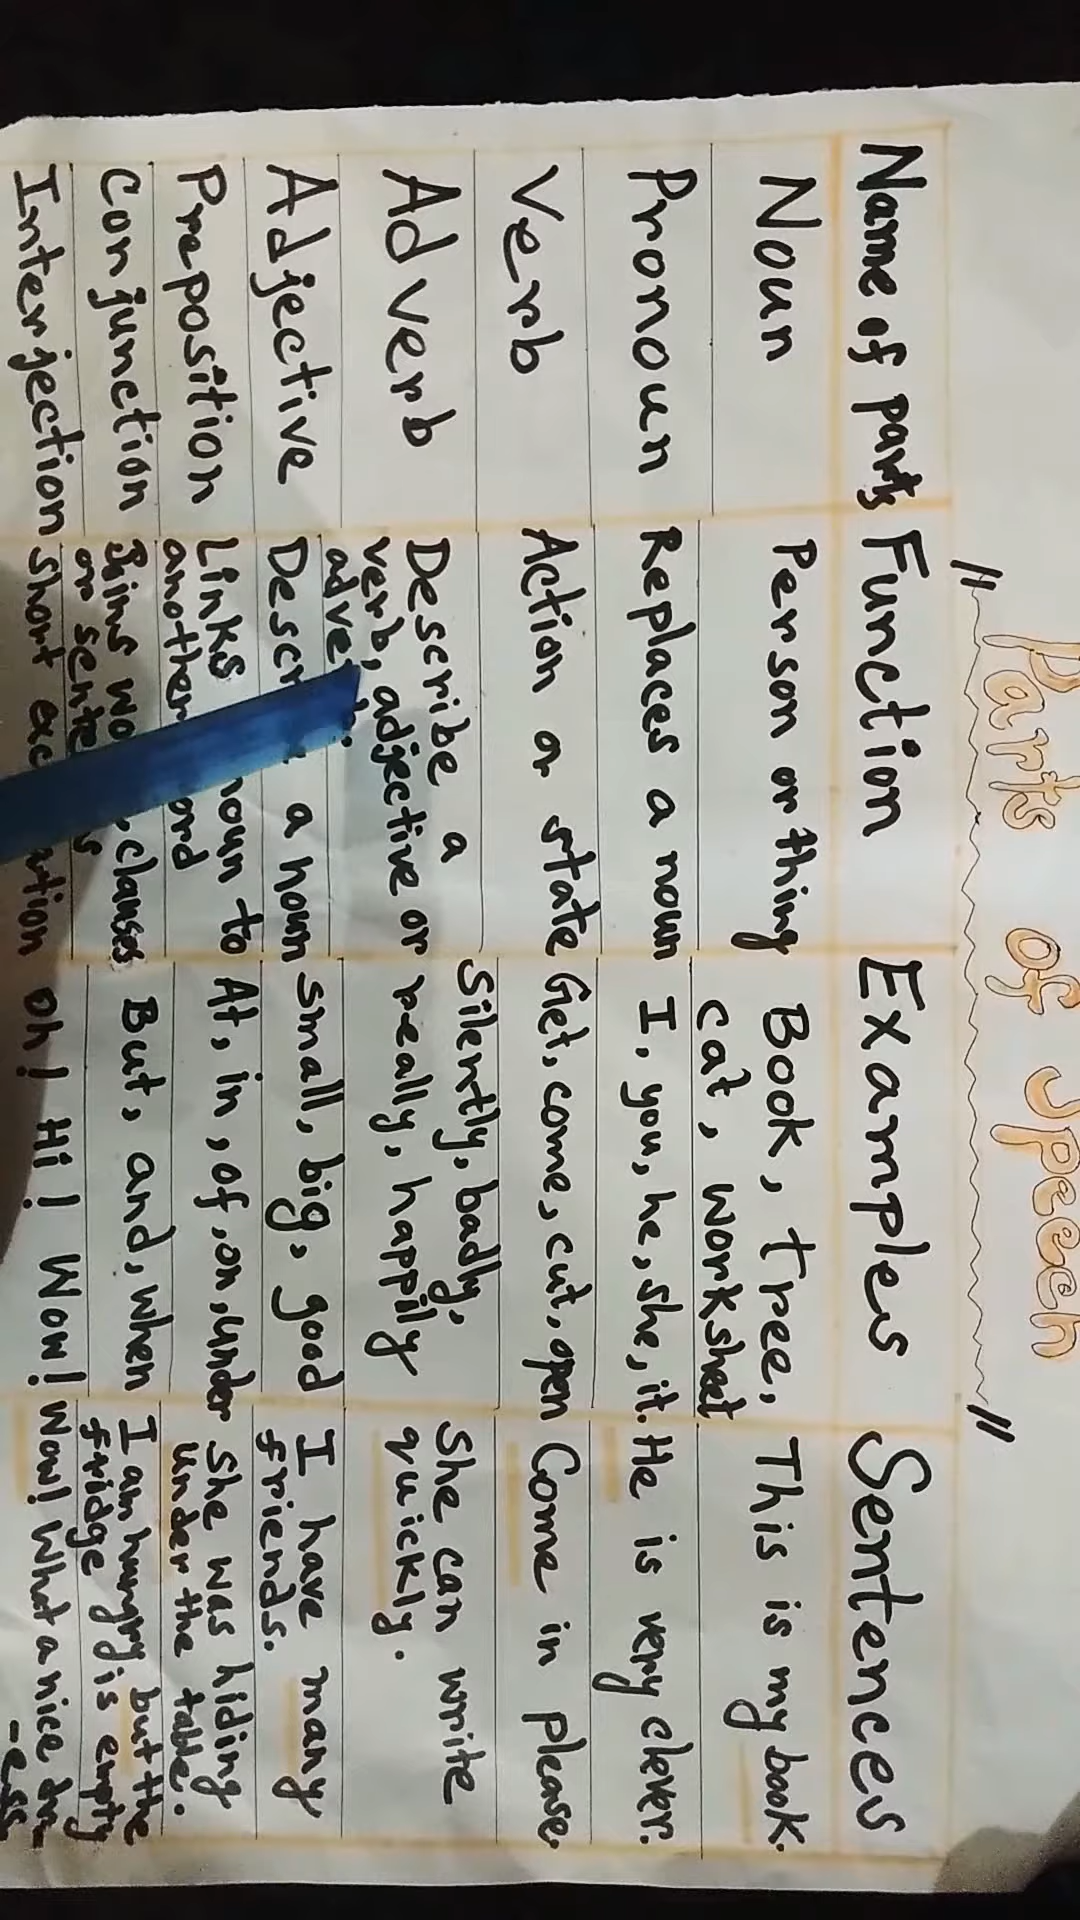 "Parts of Speech"
Name of parts Function Examples Sentences
Noun Person or thing Book, tree, cat, worksheet This is my book.
Pronoun Replaces a noun I, you, he, she, it. He is very clever.
Verb Action or state Get, come, cut, open Come in please.
Adverb Describe a verb, adjective or Silently, badly, really, happily She can write quickly.
Adjective a noun small, big, good I have many friends.
Preposition Links noun to another At, in, of, on, under She was hiding under the table.
Conjunction Joins clauses or But, and, when I am hungry but the fridge is empty
Interjection short Oh! Hi! Wow! Wow! What a nice